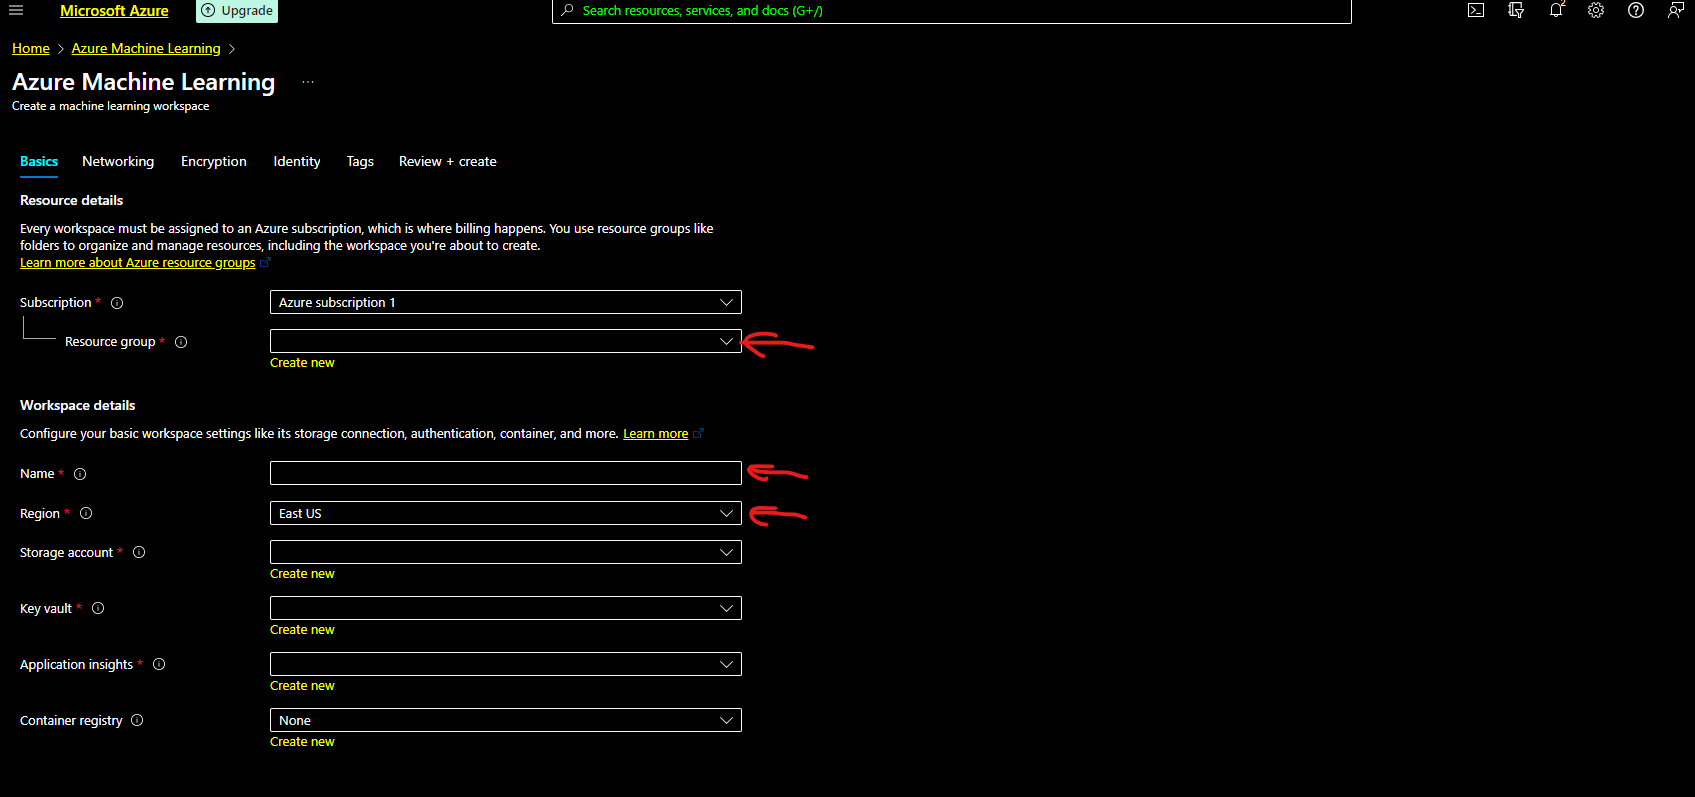 Microsoft Azure
Upgrade
Search resources, services, and docs (G+/)
2
Home > Azure Machine Learning >
Azure Machine Learning ...
Create a machine learning workspace
Basics Networking Encryption Identity Tags Review + create
Resource details
Every workspace must be assigned to an Azure subscription, which is where billing happens. You use resource groups like
folders to organize and manage resources, including the workspace you're about to create.
Learn more about Azure resource groups
Subscription * Azure subscription 1
Resource group *
Create new
Workspace details
Configure your basic workspace settings like its storage connection, authentication, container, and more. Learn more
Name *
Region * East US
Storage account *
Create new
Key vault *
Create new
Application insights *
Create new
Container registry None
Create new